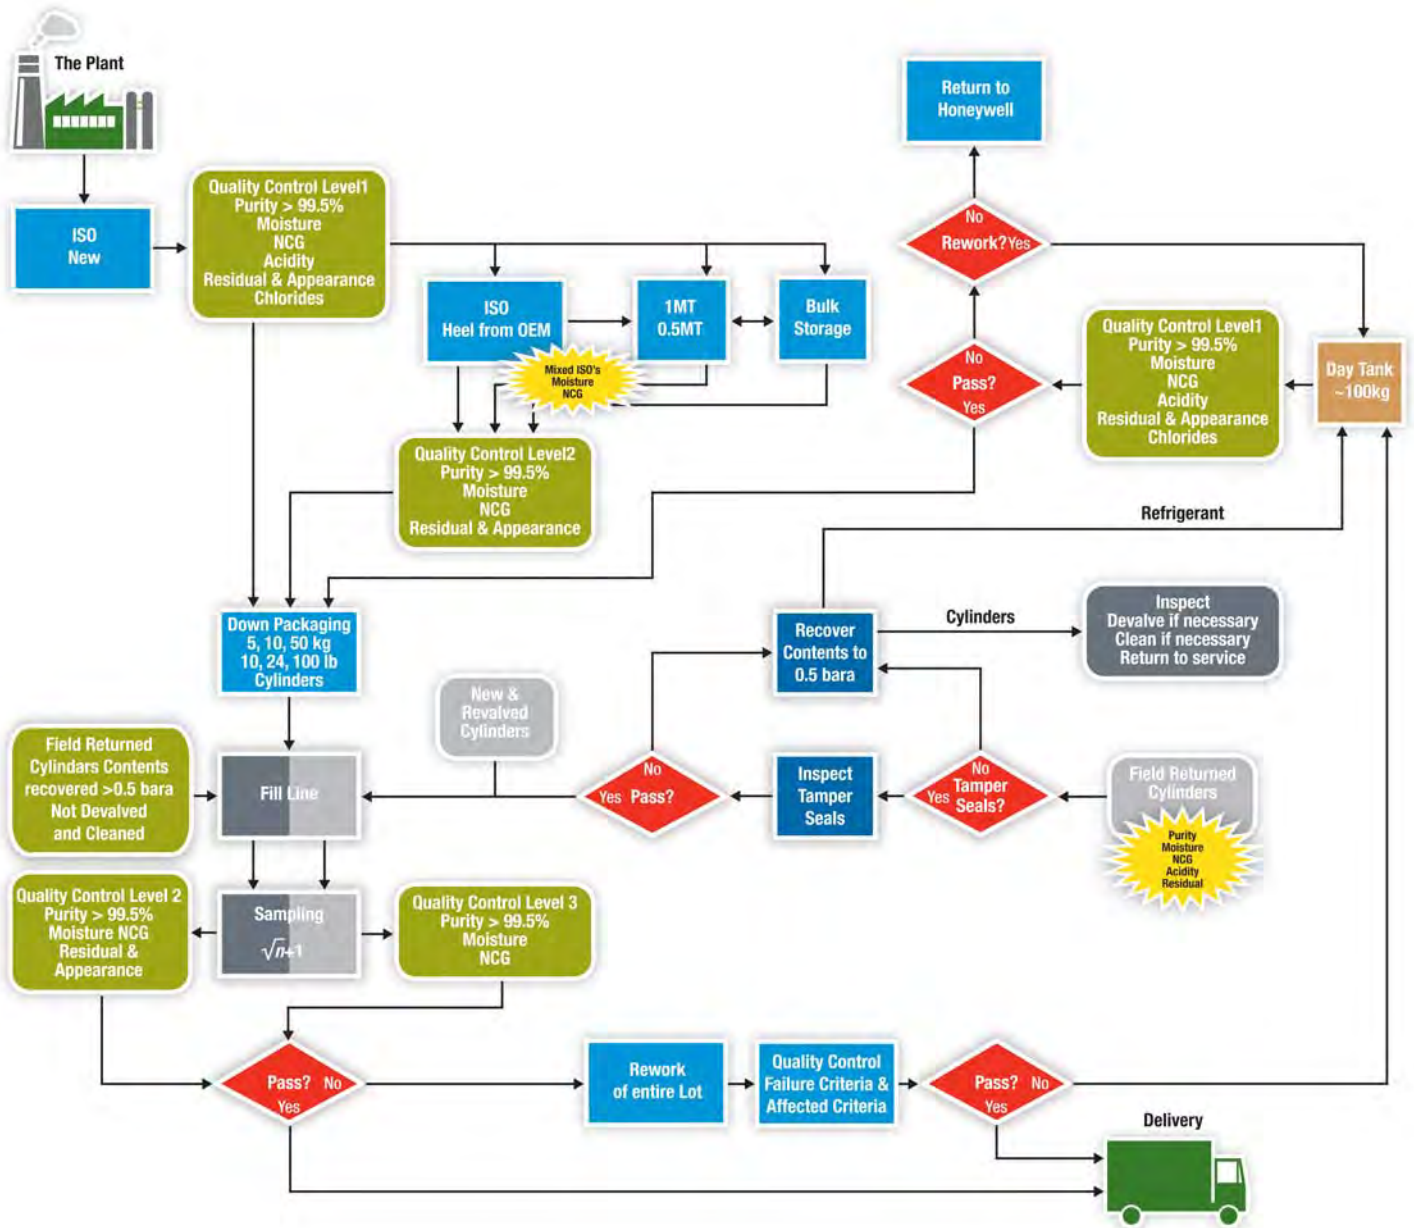 The Plant
Return to
Honeywell
ISO
New
Quality Control Level1
Purity > 99.5%
Moisture
NCG
Acidity
Residual & Appearance
Chlorides
No
Rework? Yes
ISO
Heel from OEM
1MT
0.5MT
Bulk
Storage
Mixed ISO's
Moisture
NCG
No
Pass?
Yes
Quality Control Level1
Purity > 99.5%
Moisture
NCG
Acidity
Residual & Appearance
Chlorides
Day Tank
~100kg
Quality Control Level2
Purity > 99.5%
Moisture
NCG
Residual & Appearance
Refrigerant
Down Packaging
5, 10, 50 kg
10, 24, 100 lb
Cylinders
Recover
Contents to
0.5 bara
Cylinders
Inspect
Devalve if necessary
Clean if necessary
Return to service
New &
Revalved
Cylinders
Field Returned
Cylindars Contents
recovered >0.5 bara
Not Devalved
and Cleaned
Fill Line
No
Yes Pass?
Inspect
Tamper
Seals
No
Tamper
Yes
Seals?
Field Returned
Cylinders
Purity
Moisture
NCG
Acidity
Residual
Quality Control Level 2
Purity > 99.5%
Moisture NCG
Residual &
Appearance
Sampling
√n+1
Quality Control Level 3
Purity > 99.5%
Moisture
NCG
Pass? No
Yes
Rework
of entire Lot
Quality Control
Failure Criteria &
Affected Criteria
Pass? No
Yes
Delivery